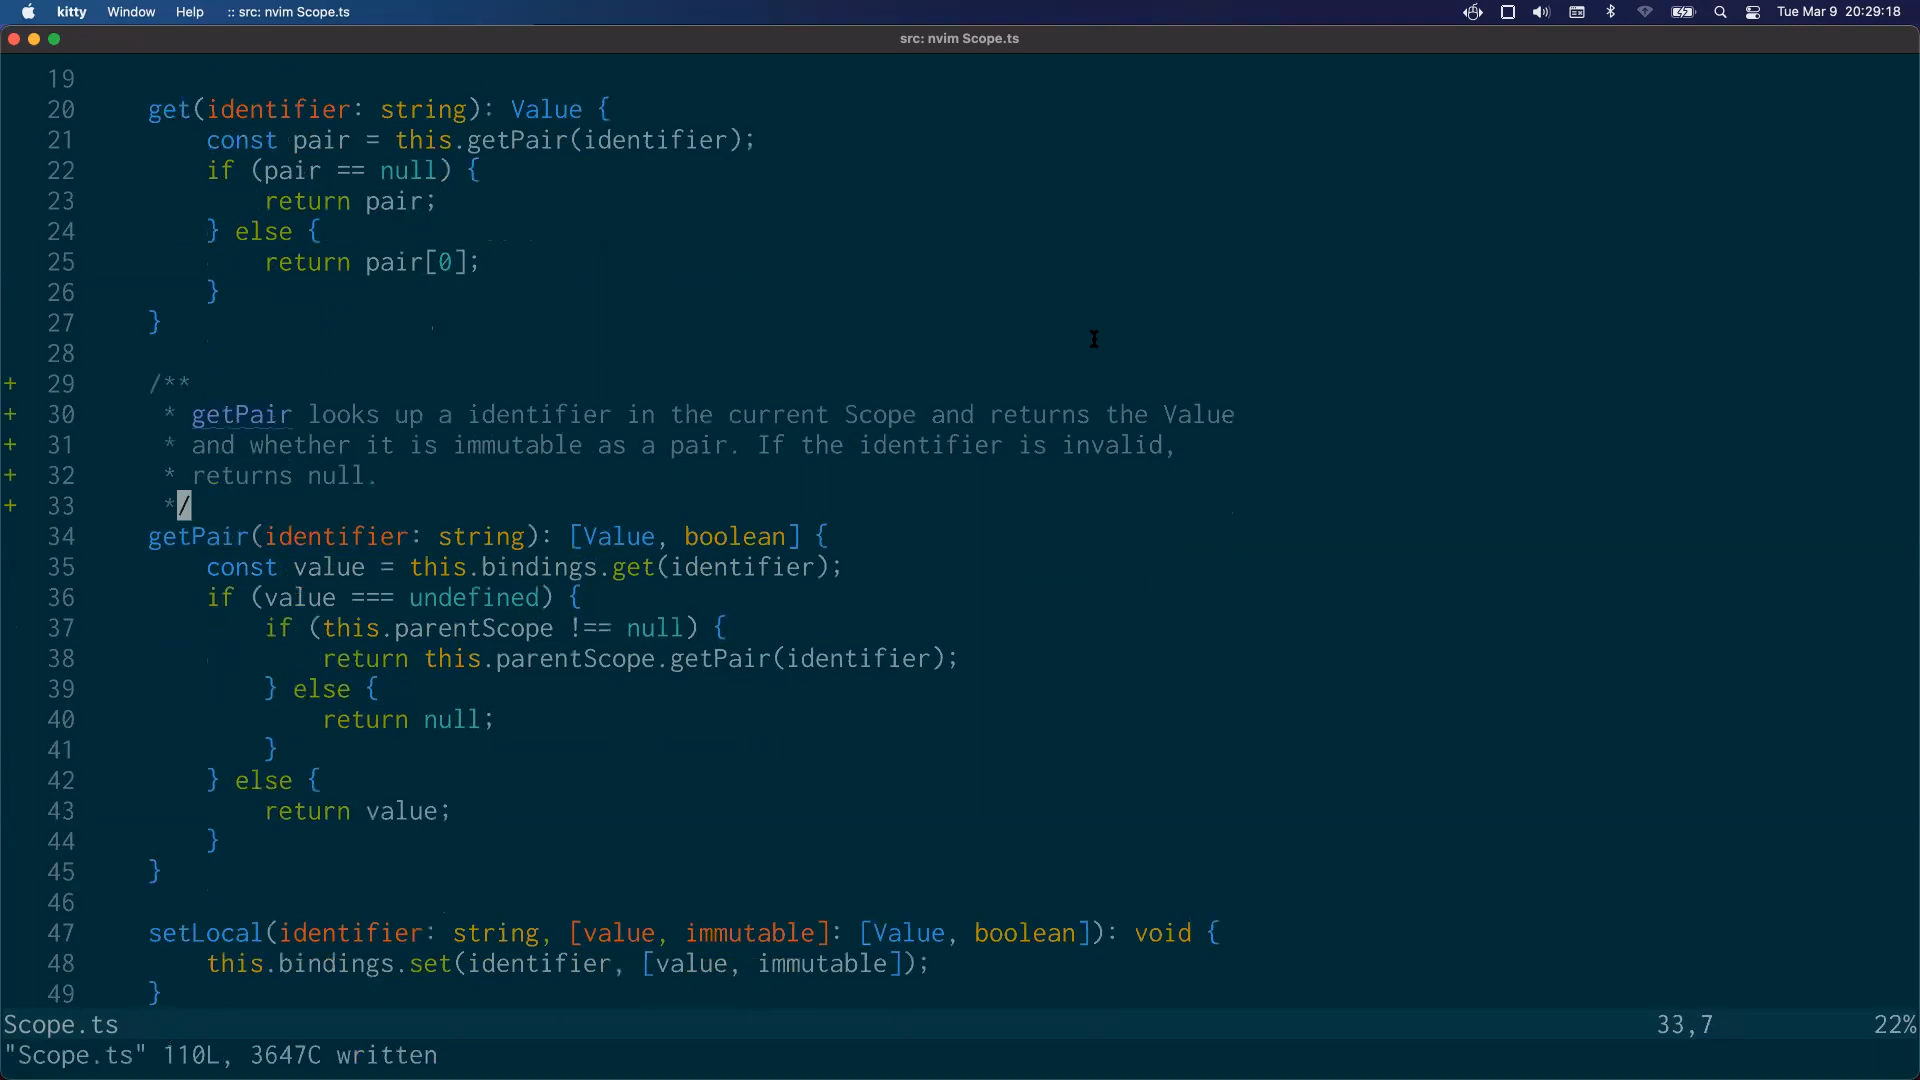 kitty Window Help :: src: nvim Scope.ts Tue Mar 9 20:29:18
src: nvim Scope.ts
19
20 get(identifier: string): Value {
21 const pair = this.getPair(identifier);
22 if (pair == null) {
23 return pair;
24 } else {
25 return pair[0];
26 }
27 }
28
+ 29 /**
+ 30 * getPair looks up a identifier in the current Scope and returns the Value
+ 31 * and whether it is immutable as a pair. If the identifier is invalid,
+ 32 * returns null.
+ 33 */
34 getPair(identifier: string): [Value, boolean] {
35 const value = this.bindings.get(identifier);
36 if (value === undefined) {
37 if (this.parentScope !== null) {
38 return this.parentScope.getPair(identifier);
39 } else {
40 return null;
41 }
42 } else {
43 return value;
44 }
45 }
46
47 setLocal(identifier: string, [value, immutable]: [Value, boolean]): void {
48 this.bindings.set(identifier, [value, immutable]);
49 }
Scope.ts 33,7 22%
"Scope.ts" 110L, 3647C written